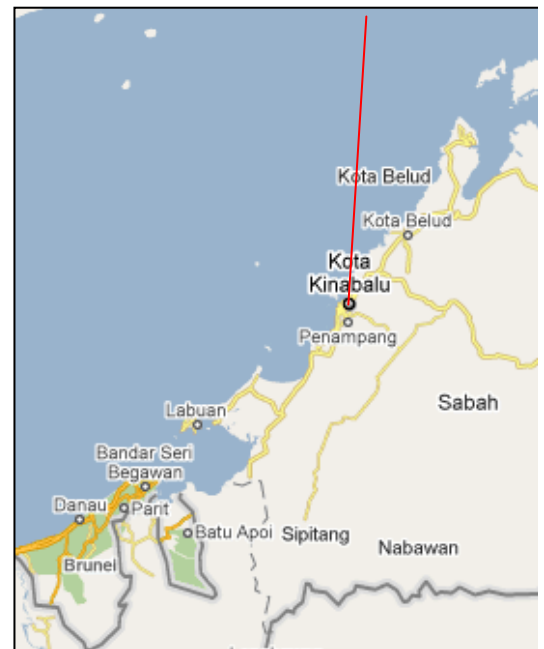 Kota Belud
Kota Belud
Kota
Kinabalu
Penampang
Sabah
Labuan
Bandar Seri
Begawan
Danau
Parit
Batu Apoi
Sipitang
Nabawan
Brunei